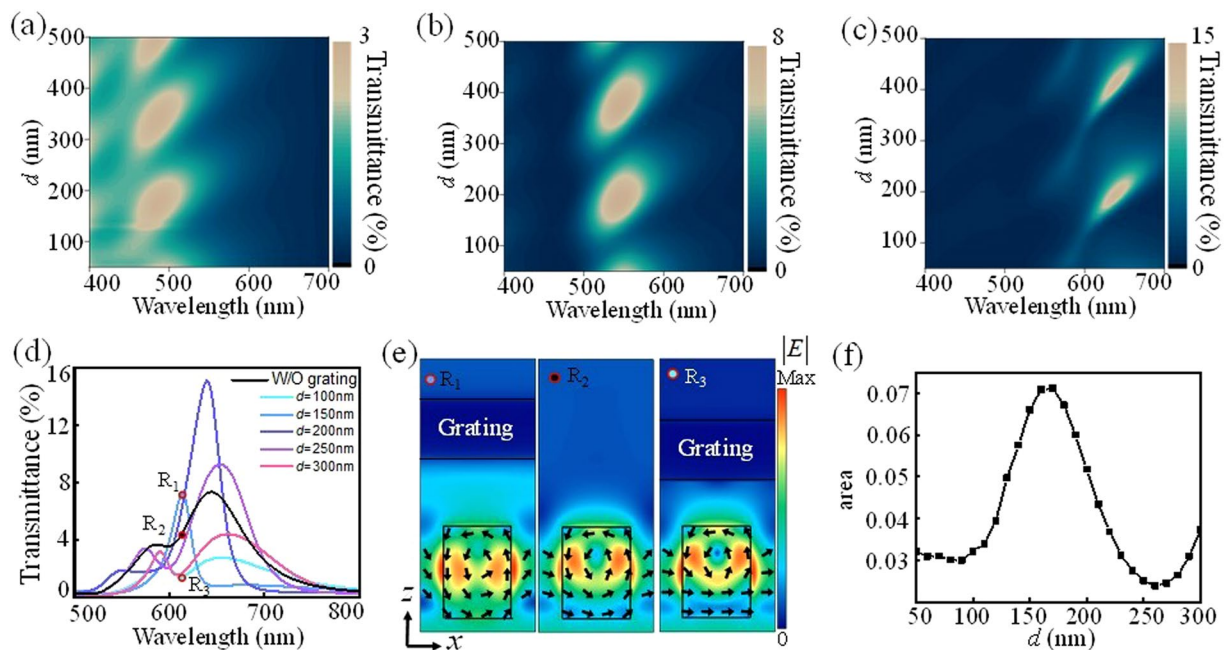 (a)
500
400
300
200
100
d (nm)
400 500 600 700
Wavelength (nm)
3
Transmittance (%)
0
(b)
500
400
300
200
100
d (nm)
400 500 600 700
Wavelength (nm)
8
Transmittance (%)
0
(c)
500
400
300
200
100
d (nm)
400 500 600 700
Wavelength (nm)
15
Transmittance (%)
0
(d)
16
12
8
4
0
Transmittance (%)
W/O grating
d=100nm
d=150nm
d=200nm
d=250nm
d=300nm
R1
R2
R3
500 600 700 800
Wavelength (nm)
(e)
R1
R2
R3
Grating
Grating
|E|
Max
0
z
x
(f)
0.07
0.06
0.05
0.04
0.03
area
50 100 150 200 250 300
d (nm)